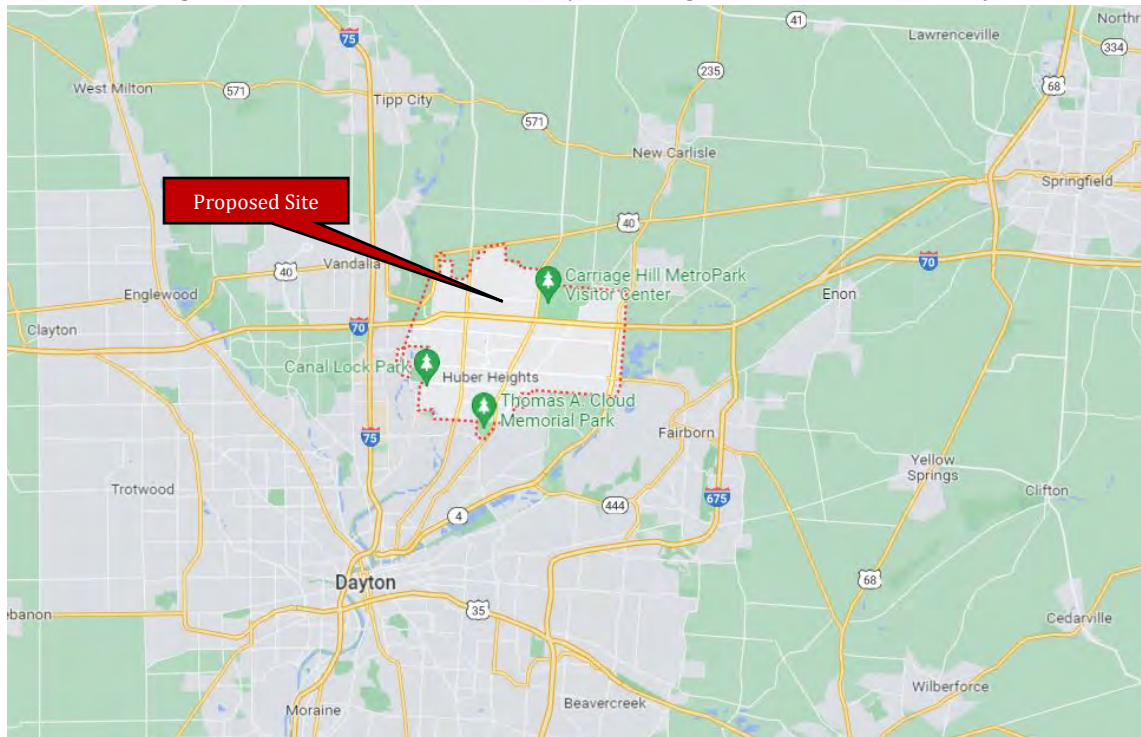 41
Northr
Lawrenceville
334
75
235
68
West Milton
571
Tipp City
571
New Carlisle
Springfield
Proposed Site
40
Vandalia
40
70
Carriage Hill MetroPark
Visitor Center
Englewood
Enon
Clayton
70
Canal Lock Park
Huber Heights
Thomas A. Cloud
Memorial Park
75
Fairborn
Yellow
Springs
Trotwood
Clifton
675
444
4
Dayton
68
35
ebanon
Cedarville
Wilberforce
Beavercreek
Moraine